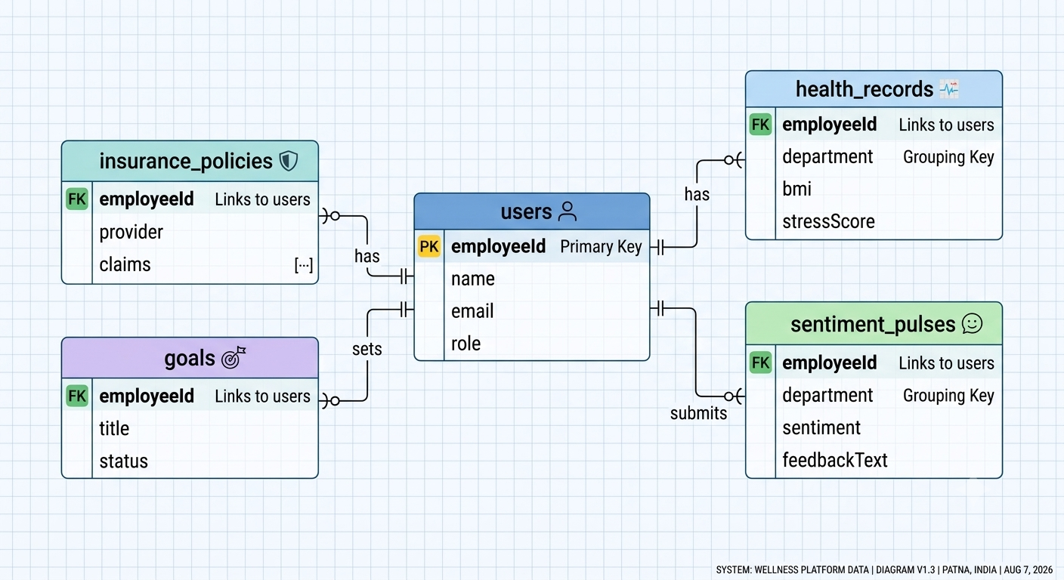 insurance_policies
FK employeeId Links to users
provider
claims [...]
goals
FK employeeId Links to users
title
status
has
sets
users
PK employeeId Primary Key
name
email
role
has
submits
health_records
FK employeeId Links to users
department Grouping Key
bmi
stressScore
sentiment_pulses
FK employeeId Links to users
department Grouping Key
sentiment
feedbackText
SYSTEM: WELLNESS PLATFORM DATA | DIAGRAM V1.3 | PATNA, INDIA | AUG 7, 2026